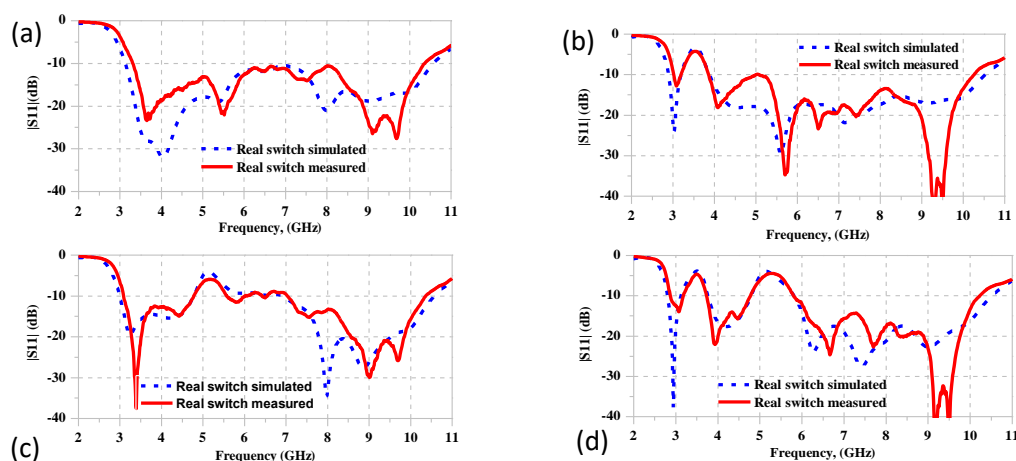 (a)
|S11|(dB)
0
-10
-20
-30
-40
Real switch simulated
Real switch measured
2 3 4 5 6 7 8 9 10 11
Frequency, (GHz)
(b)
|S11| (dB)
0
-10
-20
-30
-40
Real switch simulated
Real switch measured
2 3 4 5 6 7 8 9 10 11
Frequency, (GHz)
(c)
|S11| (dB)
0
-10
-20
-30
-40
Real switch simulated
Real switch measured
2 3 4 5 6 7 8 9 10 11
Frequency (GHz)
(d)
|S11| (dB)
0
-10
-20
-30
-40
Real switch simulated
Real switch measured
2 3 4 5 6 7 8 9 10 11
Frequency, (GHz)